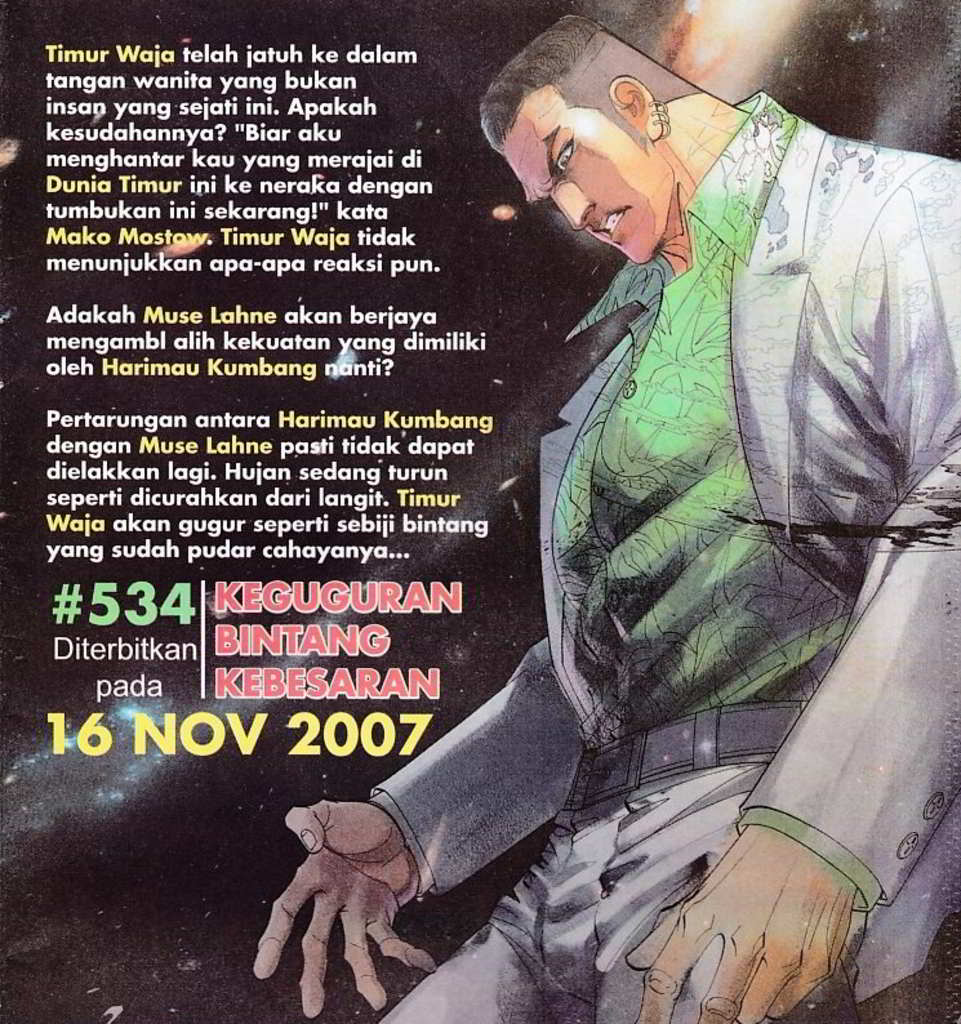 Timur Waja telah jatuh ke dalam
tangan wanita yang bukan
insan yang sejati ini. Apakah
kesudahannya? "Biar aku
menghantar kau yang merajai di
Dunia Timur ini ke neraka dengan
tumbukan ini sekarang!" kata
Mako Mostow. Timur Waja tidak
menunjukkan apa-apa reaksi pun.
Adakah Muse Lahne akan berjaya
mengambl alih kekuatan yang dimiliki
oleh Harimau Kumbang nanti?
Pertarungan antara Harimau Kumbang
dengan Muse Lahne pasti tidak dapat
dielakkan lagi. Hujan sedang turun
seperti dicurahkan dari langit. Timur
Waja akan gugur seperti sebiji bintang
yang sudah pudar cahayanya...
#534
Diterbitkan
pada
16 NOV 2007
KEGUGURAN
BINTANG
KEBESARAN